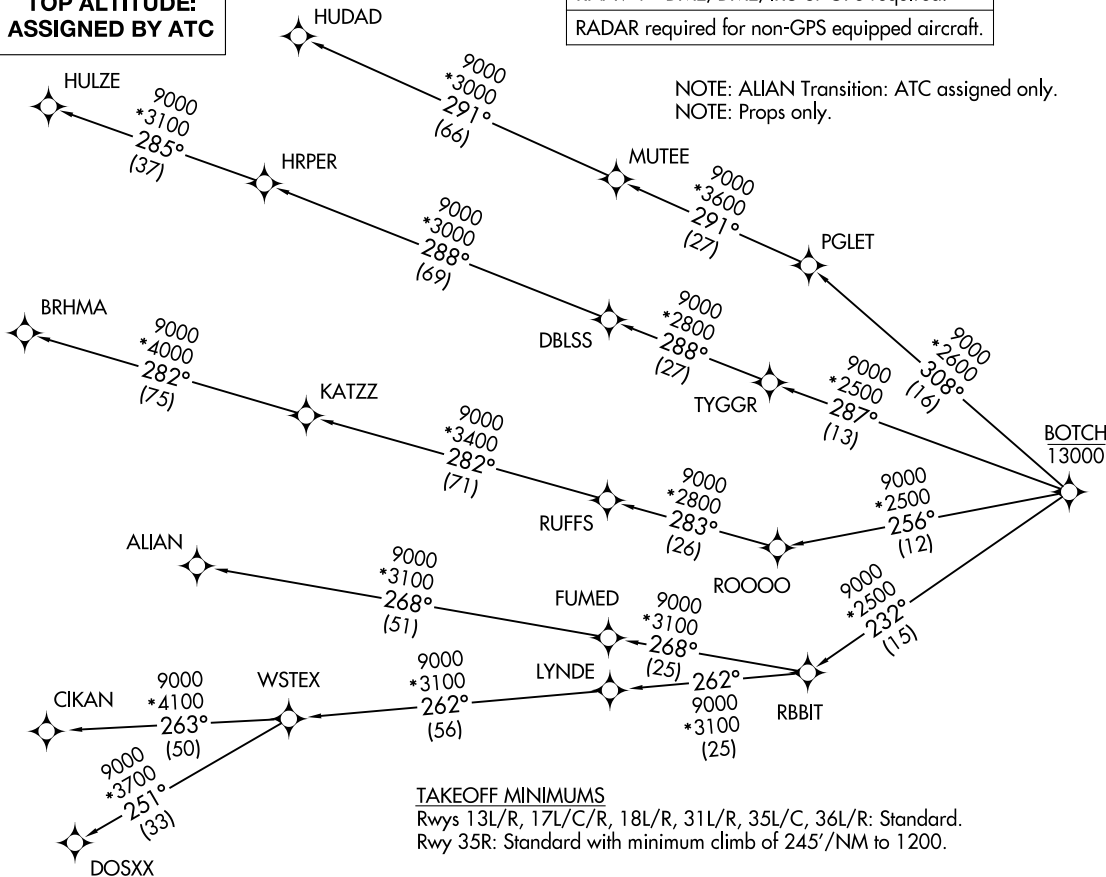 TOP ALTITUDE:
ASSIGNED BY ATC
RADAR required for non-GPS equipped aircraft.
NOTE: ALIAN Transition: ATC assigned only.
NOTE: Props only.
HUDAD
9000
*3000
291°
(66)
HULZE
9000
*3100
285°
(37)
HRPER
MUTEE
9000
*3600
291°
(27)
PGLET
9000
*3000
288°
(69)
BRHMA
9000
*4000
282°
(75)
DBLSS
9000
*2800
288°
(27)
TYGGR
9000
*2500
287°
(13)
9000
*2600
308°
(16)
KATZZ
9000
*3400
282°
(71)
BOTCH
13000
RUFFS
9000
*2800
283°
(26)
ROOOO
9000
*2500
256°
(12)
ALIAN
9000
*3100
268°
(51)
FUMED
9000
*3100
268°
(25)
9000
*2500
232°
(15)
RBBIT
LYNDE
262°
9000
*3100
(25)
WSTEX
9000
*3100
262°
(56)
CIKAN
9000
*4100
263°
(50)
9000
*3700
251°
(33)
DOSXX
TAKEOFF MINIMUMS
Rwys 13L/R, 17L/C/R, 18L/R, 31L/R, 35L/C, 36L/R: Standard.
Rwy 35R: Standard with minimum climb of 245'/NM to 1200.